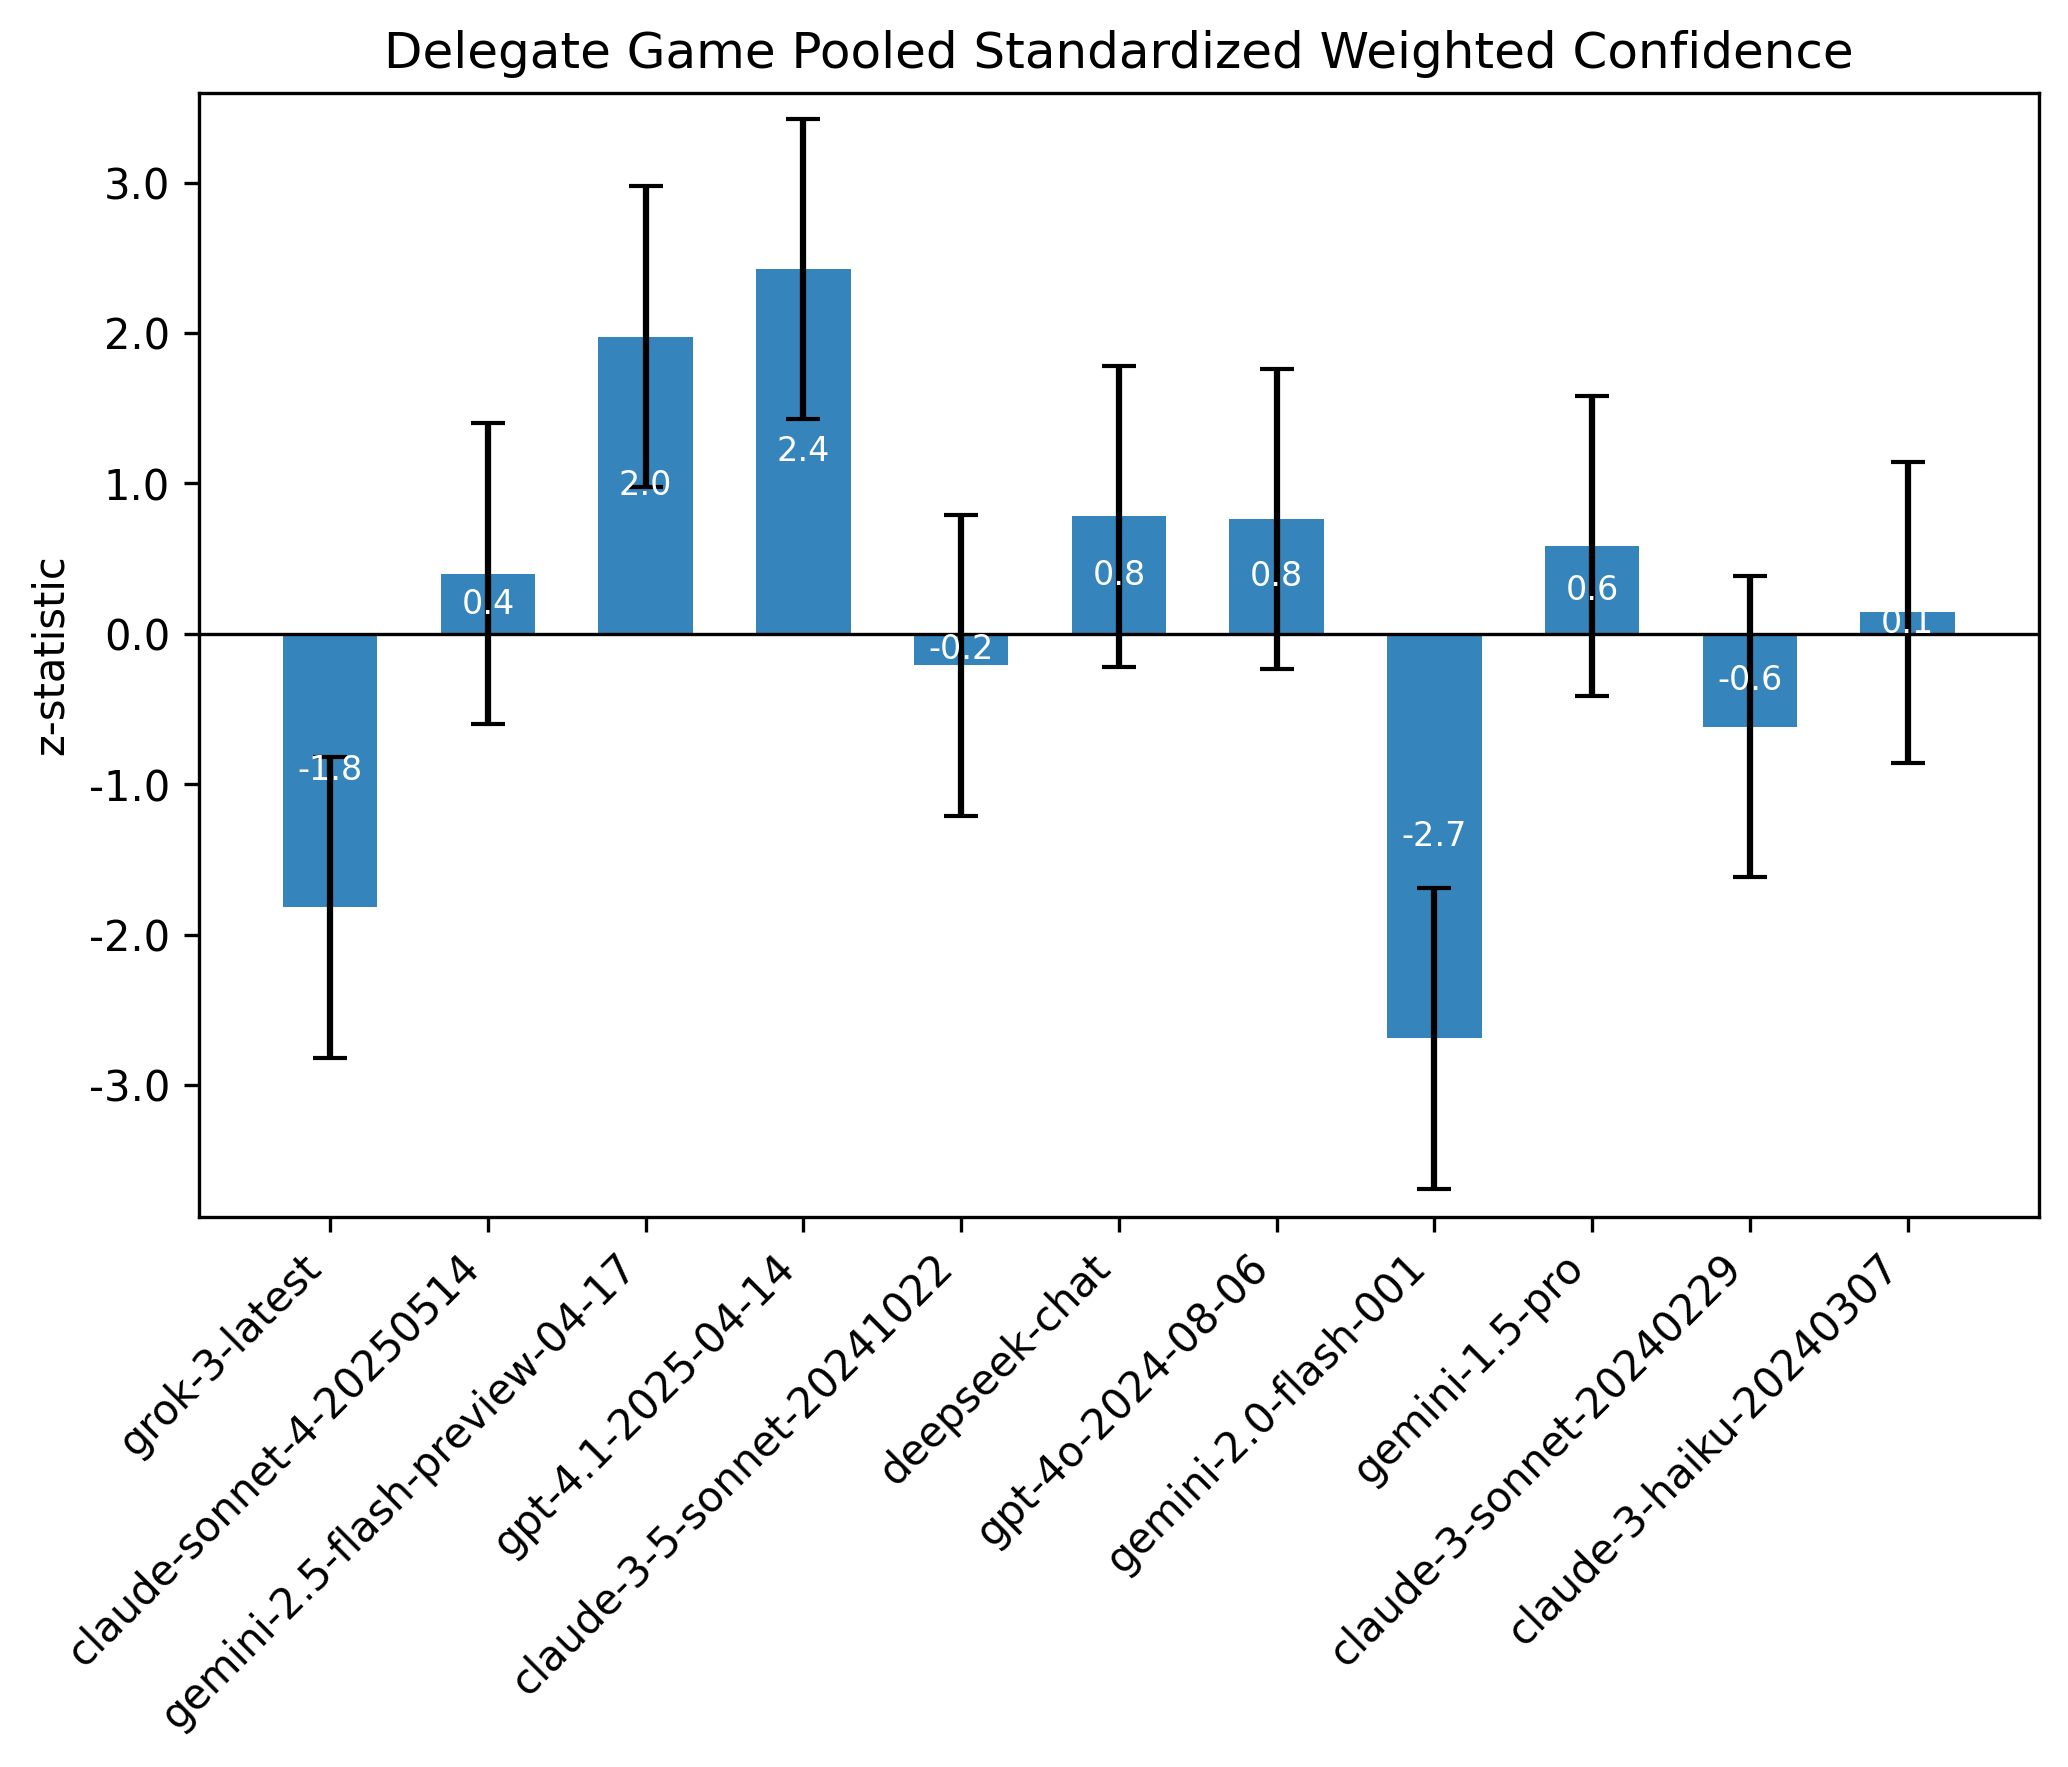 Delegate Game Pooled Standardized Weighted Confidence
z-statistic
3.0
2.0
1.0
0.0
-1.0
-2.0
-3.0
-1.8
0.4
2.0
2.4
-0.2
0.8
0.8
-2.7
0.6
-0.6
0.1
grok-3-latest
claude-sonnet-4-20250514
gemini-2.5-flash-preview-04-17
gpt-4.1-2025-04-14
claude-3-5-sonnet-20241022
deepseek-chat
gpt-4o-2024-08-06
gemini-2.0-flash-001
gemini-1.5-pro
claude-3-sonnet-20240229
claude-3-haiku-20240307